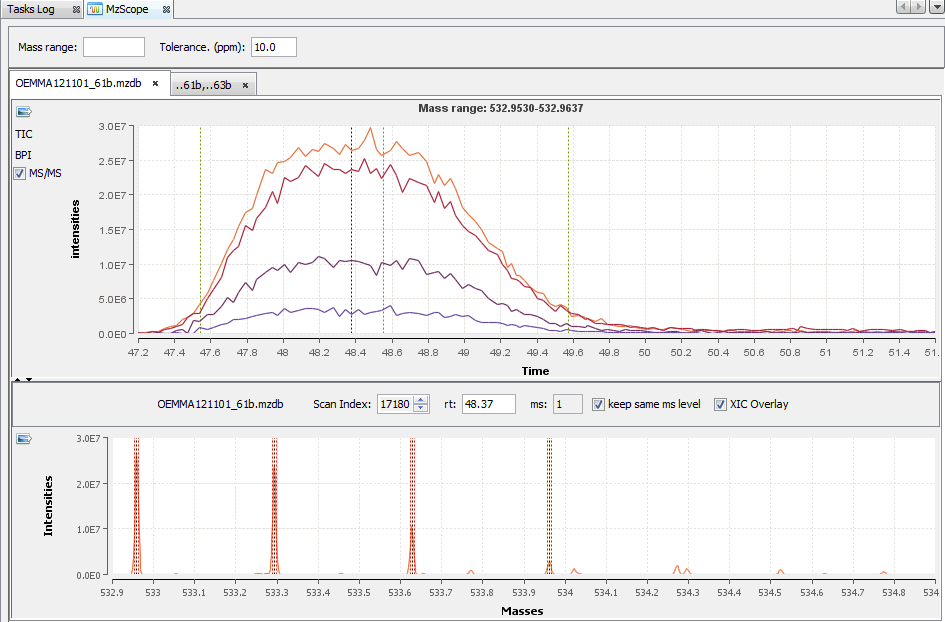 Tasks Log MzScope
Mass range: Tolerance. (ppm): 10.0
OEMMA121101_61b.mzdb ..61b,..63b
Mass range: 532.9530-532.9637
TIC
BPI
MS/MS
intensities
3.0E7
2.5E7
2.0E7
1.5E7
1.0E7
5.0E6
0.0E0
47.2 47.4 47.6 47.8 48 48.2 48.4 48.6 48.8 49 49.2 49.4 49.6 49.8 50 50.2 50.4 50.6 50.8 51 51.2 51.4 51.
Time
OEMMA121101_61b.mzdb Scan Index: 17180 rt: 48.37 ms: 1 keep same ms level XIC Overlay
Intensities
3.0E7
2.0E7
1.0E7
0.0E0
532.9 533 533.1 533.2 533.3 533.4 533.5 533.6 533.7 533.8 533.9 534 534.1 534.2 534.3 534.4 534.5 534.6 534.7 534.8 534
Masses